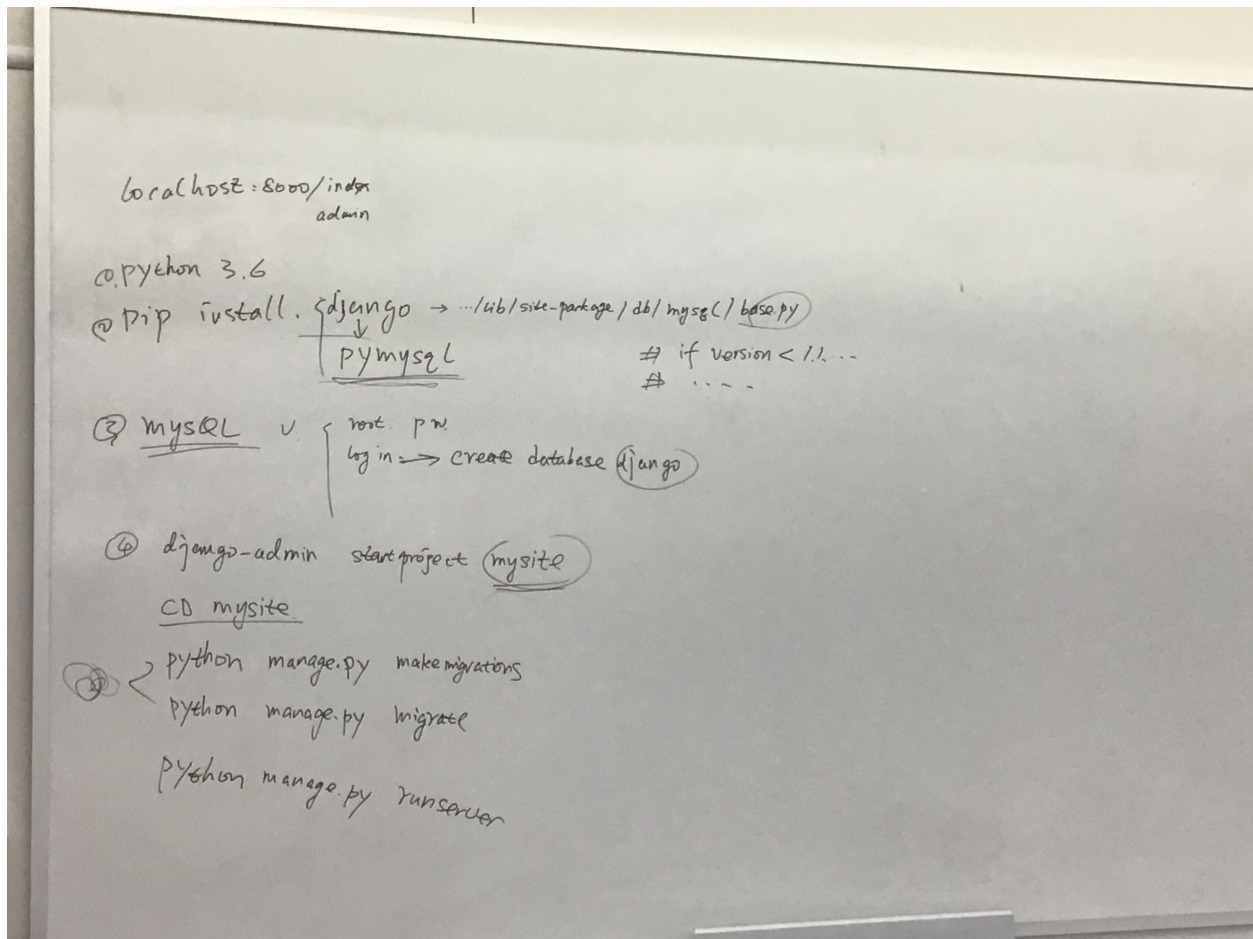 localhost:8000/index
admin
①.python 3.6
② pip install. { django → .../lib/site-package/db/mysql/base.py
pymysql
# if version < 1.1....
# .....
③ mySQL v { root pw.
log in → create database django
④ django-admin startproject mysite
CD mysite
python manage.py makemigrations
python manage.py migrate
python manage.py runserver